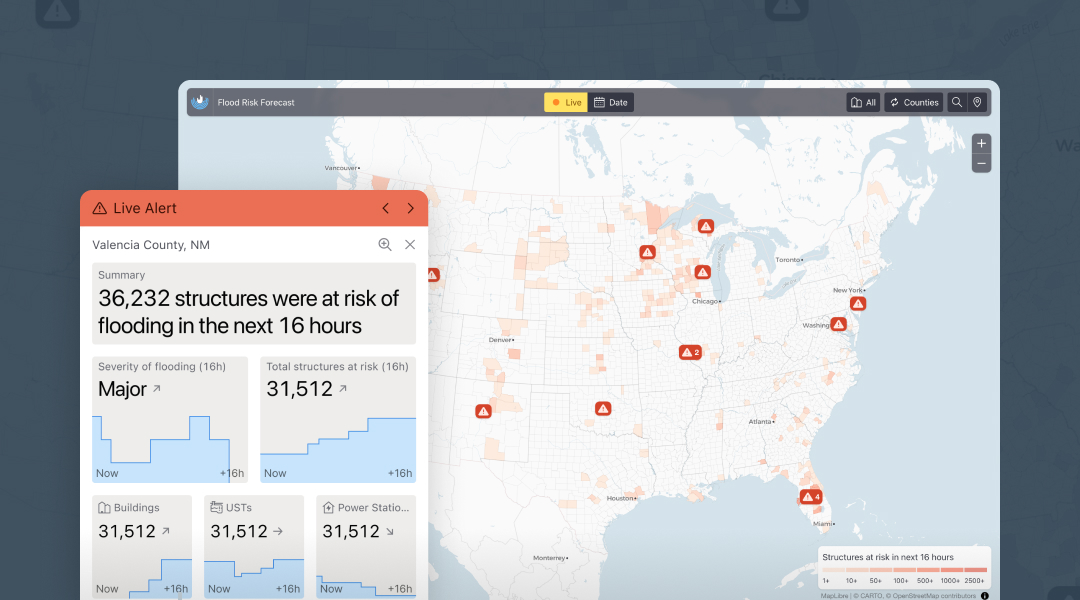 Flood Risk Forecast
Live
Date
All
Counties
+
−
Vancouver
Toronto
New York
Chicago
Washing
Denver
2
Atlanta
4
Houston
Miami
Monterrey
Live Alert
Valencia County, NM
Summary
36,232 structures were at risk of
flooding in the next 16 hours
Severity of flooding (16h)
Major
Now
+16h
Total structures at risk (16h)
31,512
Now
+16h
Buildings
31,512
Now
+16h
USTs
31,512
Now
+16h
Power Statio...
31,512
Now
+16h
Structures at risk in next 16 hours
1+ 10+ 50+ 100+ 500+ 1000+ 2500+
MapLibre | © CARTO, © OpenStreetMap contributors